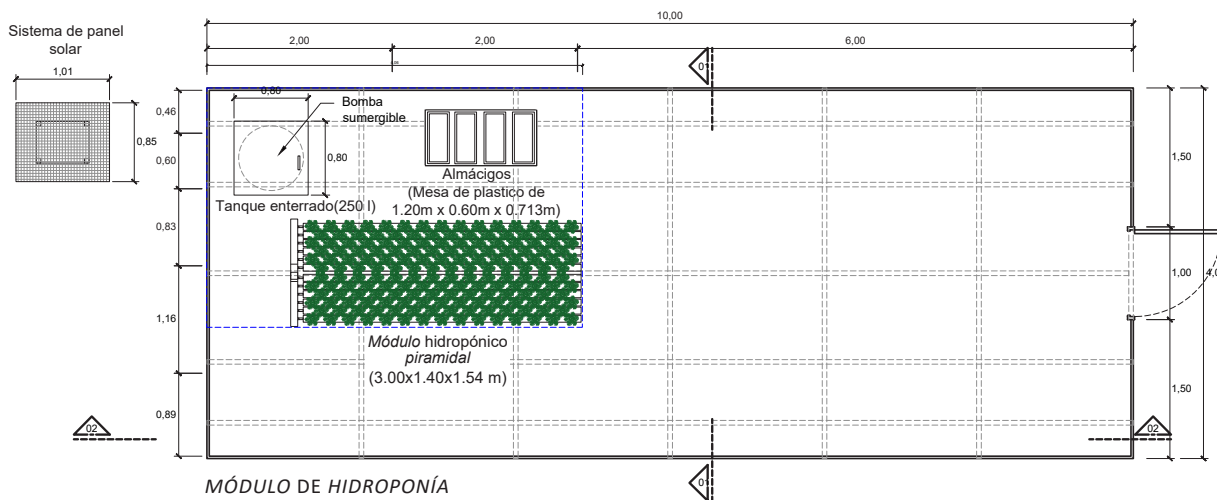 10,00
Sistema de panel
solar
2,00
2,00
6,00
1,01
01
0,85
0,46
0,60
0,83
1,16
0,89
0,80
Bomba
sumergible
0,80
Tanque enterrado(250 l)
Almácigos
(Mesa de plastico de
1.20m x 0.60m x 0.713m)
1,50
1,00
4,0
1,50
Módulo hidropónico
piramidal
(3.00x1.40x1.54 m)
02
02
01
MÓDULO DE HIDROPONÍA